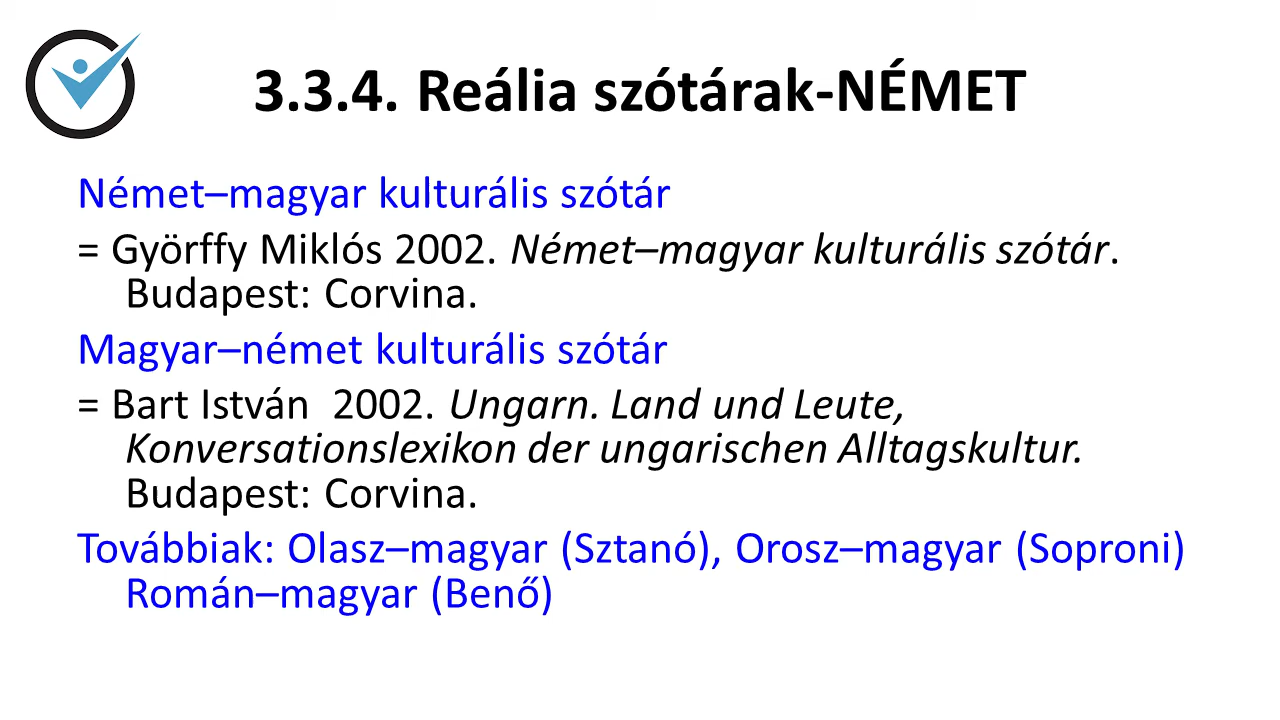 3.3.4. Reália szótárak-NÉMET
Német–magyar kulturális szótár
= Györffy Miklós 2002. Német–magyar kulturális szótár.
Budapest: Corvina.
Magyar–német kulturális szótár
= Bart István  2002. Ungarn. Land und Leute,
Konversationslexikon der ungarischen Alltagskultur.
Budapest: Corvina.
Továbbiak: Olasz–magyar (Sztanó), Orosz–magyar (Soproni)
Román–magyar (Benő)